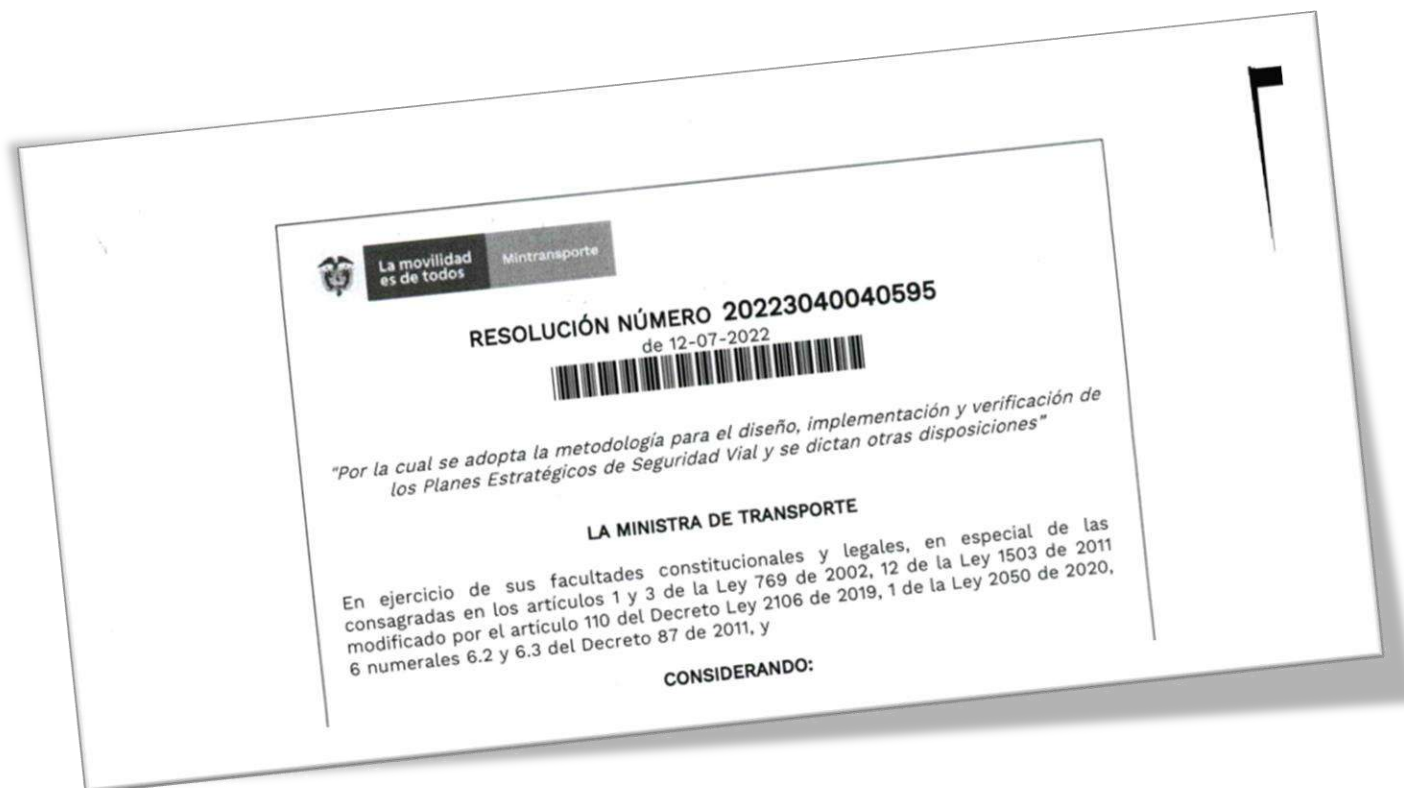 La movilidad
es de todos
Mintransporte
RESOLUCIÓN NÚMERO 20223040040595
de 12-07-2022
"Por la cual se adopta la metodología para el diseño, implementación y verificación de
los Planes Estratégicos de Seguridad Vial y se dictan otras disposiciones"
LA MINISTRA DE TRANSPORTE
En ejercicio de sus facultades constitucionales y legales, en especial de las
consagradas en los artículos 1 y 3 de la Ley 769 de 2002, 12 de la Ley 1503 de 2011
modificado por el artículo 110 del Decreto Ley 2106 de 2019, 1 de la Ley 2050 de 2020,
6 numerales 6.2 y 6.3 del Decreto 87 de 2011, y
CONSIDERANDO: